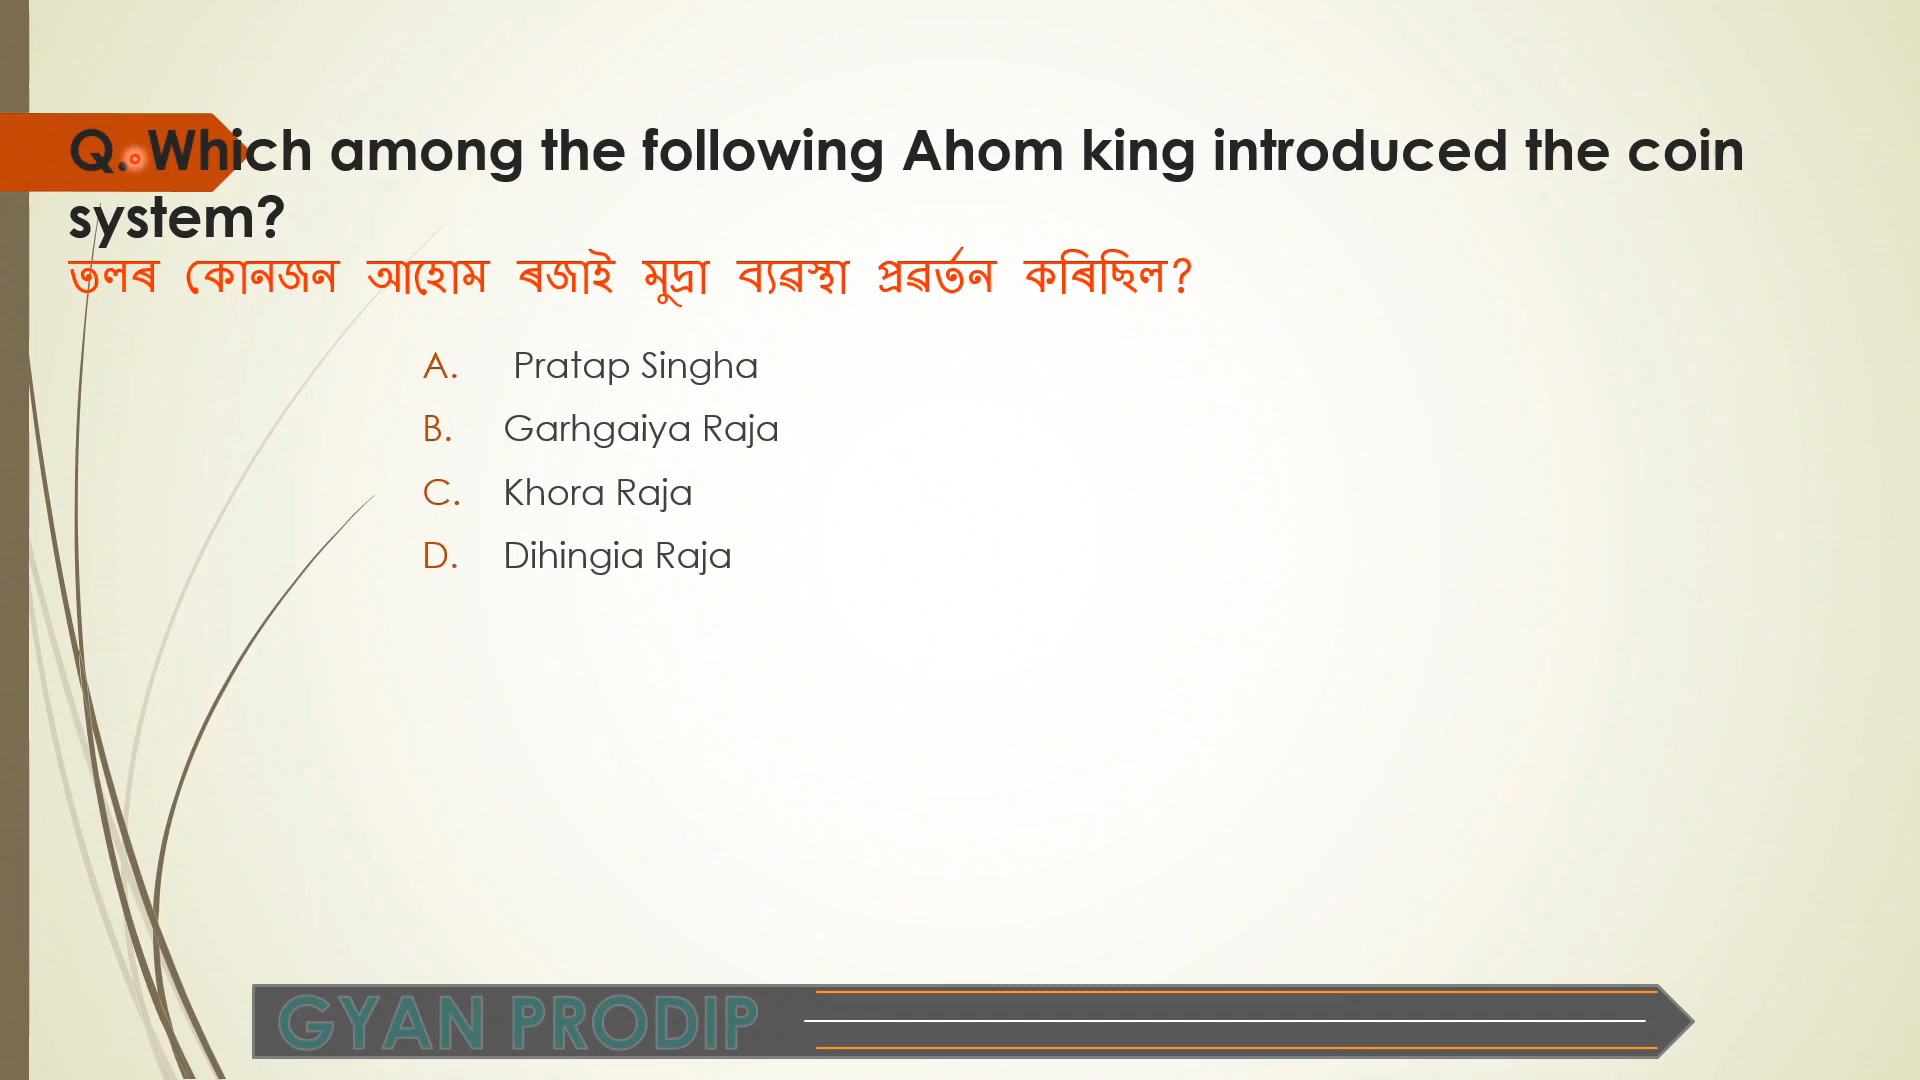 Q. Which among the following Ahom king introduced the coin
system?
তলৰ কোনজন আহোম ৰজাই মুদ্ৰা ব্যৱস্থা প্ৰৱৰ্তন কৰিছিল?
A. Pratap Singha
B. Garhgaiya Raja
C. Khora Raja
D. Dihingia Raja
GYAN PRODIP